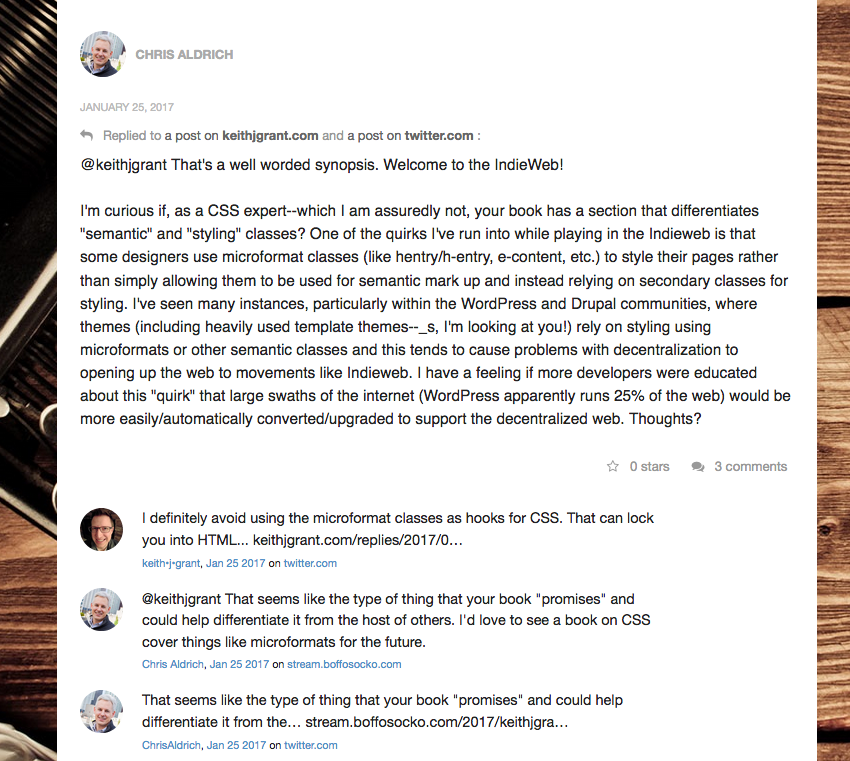 CHRIS ALDRICH
JANUARY 25, 2017
Replied to a post on keithjgrant.com and a post on twitter.com :
@keithjgrant That's a well worded synopsis. Welcome to the IndieWeb!
I'm curious if, as a CSS expert--which I am assuredly not, your book has a section that differentiates
"semantic" and "styling" classes? One of the quirks I've run into while playing in the Indieweb is that
some designers use microformat classes (like hentry/h-entry, e-content, etc.) to style their pages rather
than simply allowing them to be used for semantic mark up and instead relying on secondary classes for
styling. I've seen many instances, particularly within the WordPress and Drupal communities, where
themes (including heavily used template themes--_s, I'm looking at you!) rely on styling using
microformats or other semantic classes and this tends to cause problems with decentralization to
opening up the web to movements like Indieweb. I have a feeling if more developers were educated
about this "quirk" that large swaths of the internet (WordPress apparently runs 25% of the web) would be
more easily/automatically converted/upgraded to support the decentralized web. Thoughts?
0 stars 3 comments
I definitely avoid using the microformat classes as hooks for CSS. That can lock
you into HTML... keithjgrant.com/replies/2017/0…
keith•j•grant, Jan 25 2017 on twitter.com
@keithjgrant That seems like the type of thing that your book "promises" and
could help differentiate it from the host of others. I'd love to see a book on CSS
cover things like microformats for the future.
Chris Aldrich, Jan 25 2017 on stream.boffosocko.com
That seems like the type of thing that your book "promises" and could help
differentiate it from the… stream.boffosocko.com/2017/keithjgra…
ChrisAldrich, Jan 25 2017 on twitter.com